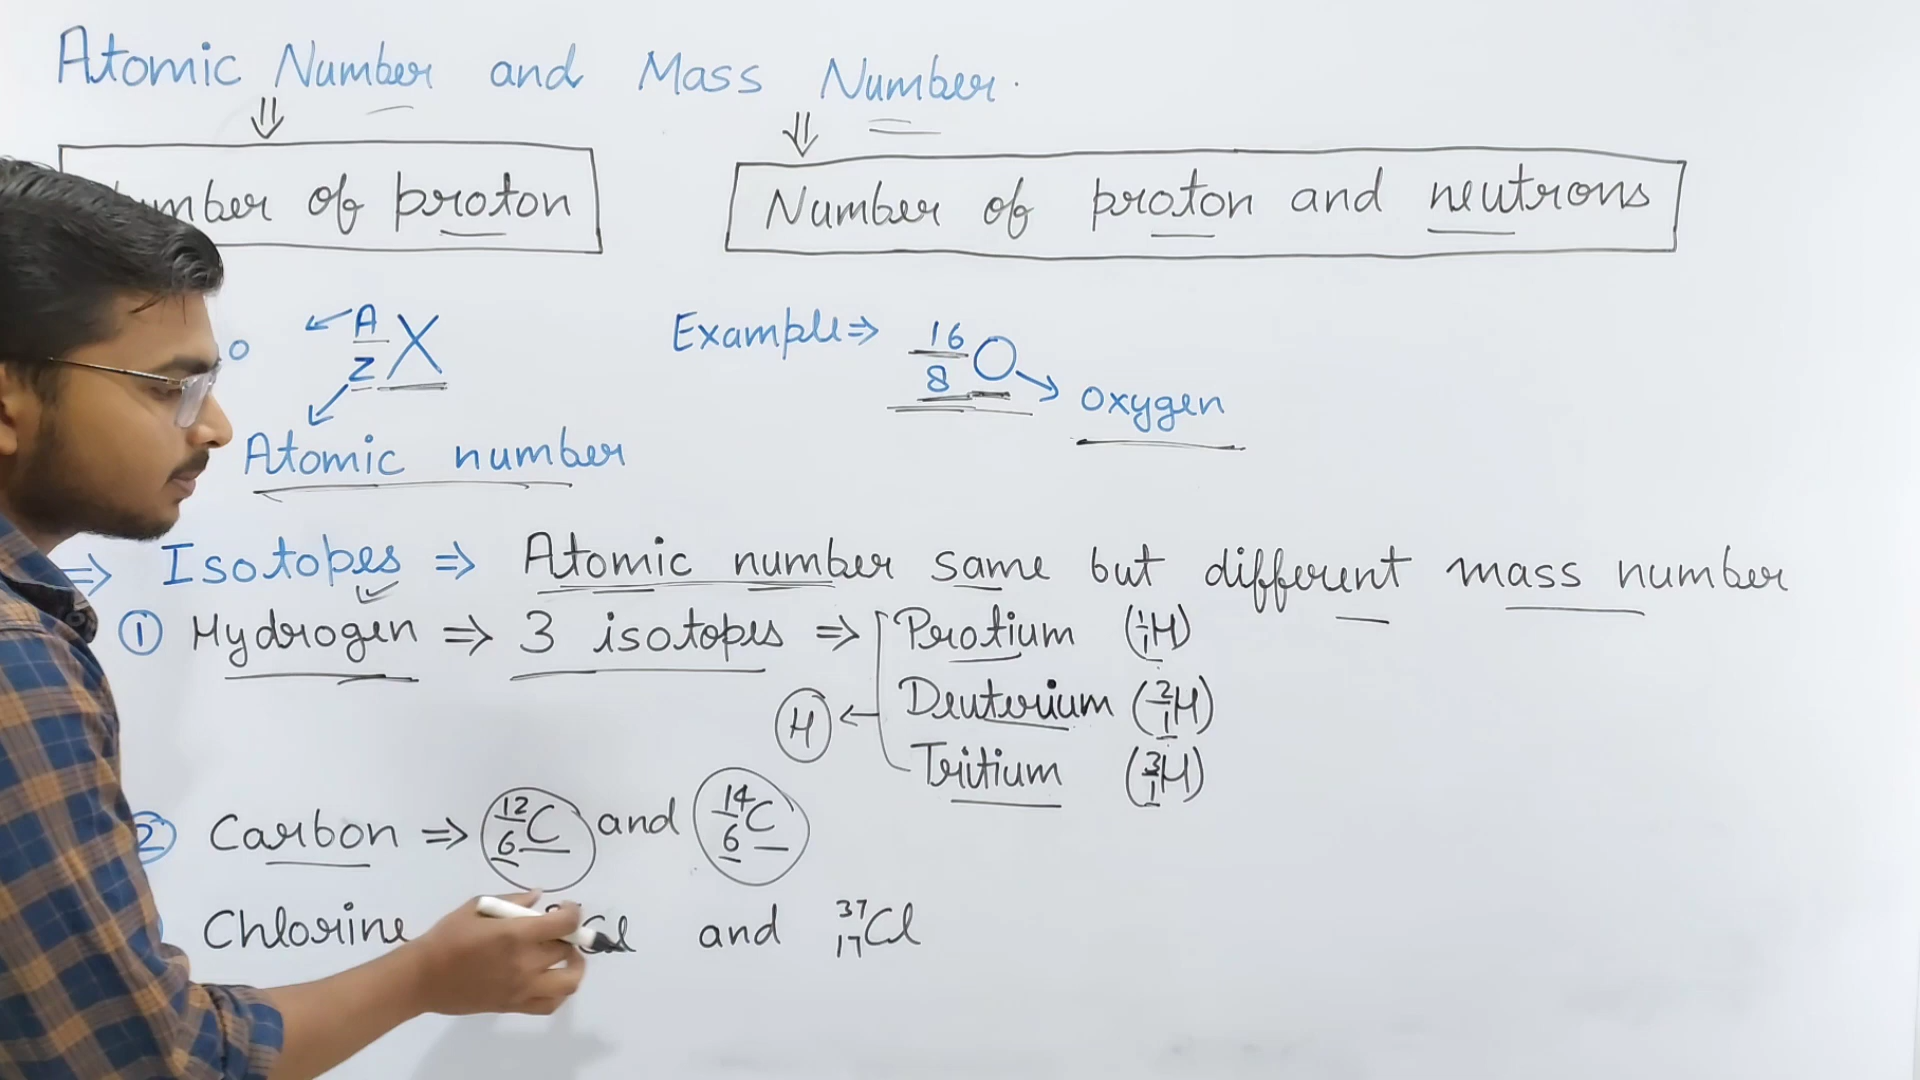 Atomic Number and Mass Number.
⇓ ⇓
mber of proton
Number of proton and neutrons
A Z X
Example ⇒ 16 8 O → oxygen
Atomic number
⇒ Isotopes ⇒ Atomic number same but different mass number
① Hydrogen ⇒ 3 isotopes ⇒ Protium (1 1 H)
H ← Deuterium (2 1 H)
Tritium (3 1 H)
② Carbon ⇒ 12 6 C and 14 6 C
Chlorine Cl and 37 17 Cl